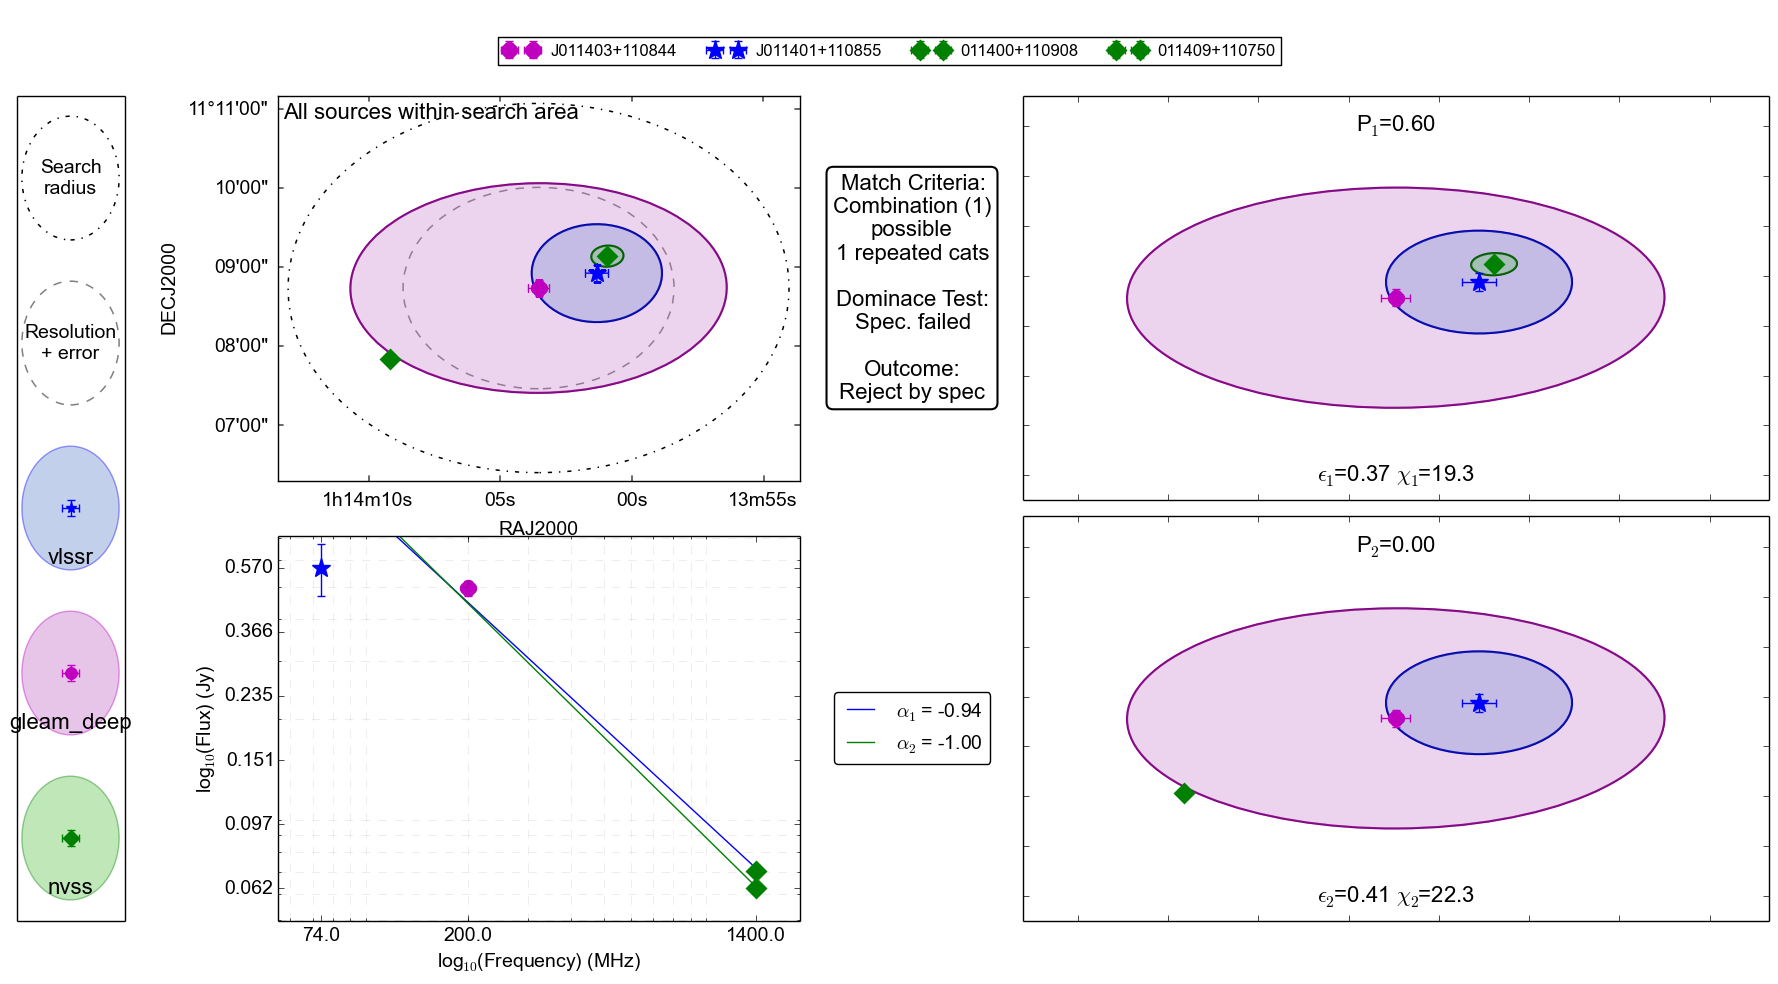 J011403+110844 J011401+110855 011400+110908 011409+110750
Search
radius
Resolution
+ error
vlssr
gleam_deep
nvss
All sources within search area
DECJ2000
11°11'00"
10'00"
09'00"
08'00"
07'00"
1h14m10s 05s 00s 13m55s
RAJ2000
Match Criteria:
Combination (1)
possible
1 repeated cats
Dominace Test:
Spec. failed
Outcome:
Reject by spec
P1=0.60
ϵ1=0.37 χ1=19.3
log10(Flux) (Jy)
0.570
0.366
0.235
0.151
0.097
0.062
74.0 200.0 1400.0
log10(Frequency) (MHz)
α1 = -0.94
α2 = -1.00
P2=0.00
ϵ2=0.41 χ2=22.3